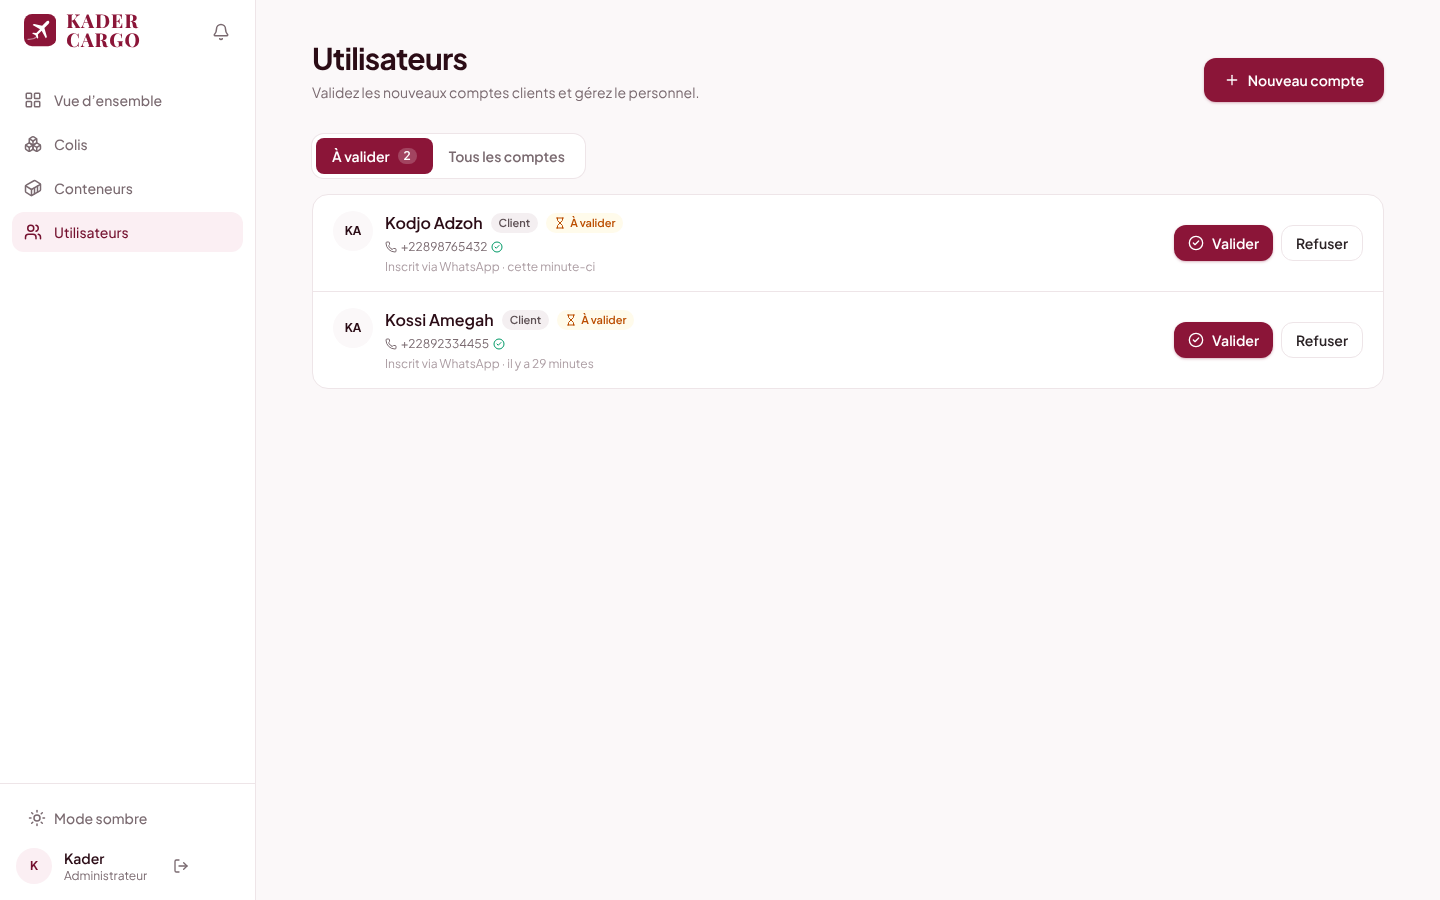 KADER
CARGO
Vue d'ensemble
Colis
Conteneurs
Utilisateurs
Mode sombre
K
Kader
Administrateur
Utilisateurs
Validez les nouveaux comptes clients et gérez le personnel.
Nouveau compte
À valider 2
Tous les comptes
KA
Kodjo Adzoh Client À valider
+22898765432
Inscrit via WhatsApp · cette minute-ci
Valider
Refuser
KA
Kossi Amegah Client À valider
+22892334455
Inscrit via WhatsApp · il y a 29 minutes
Valider
Refuser